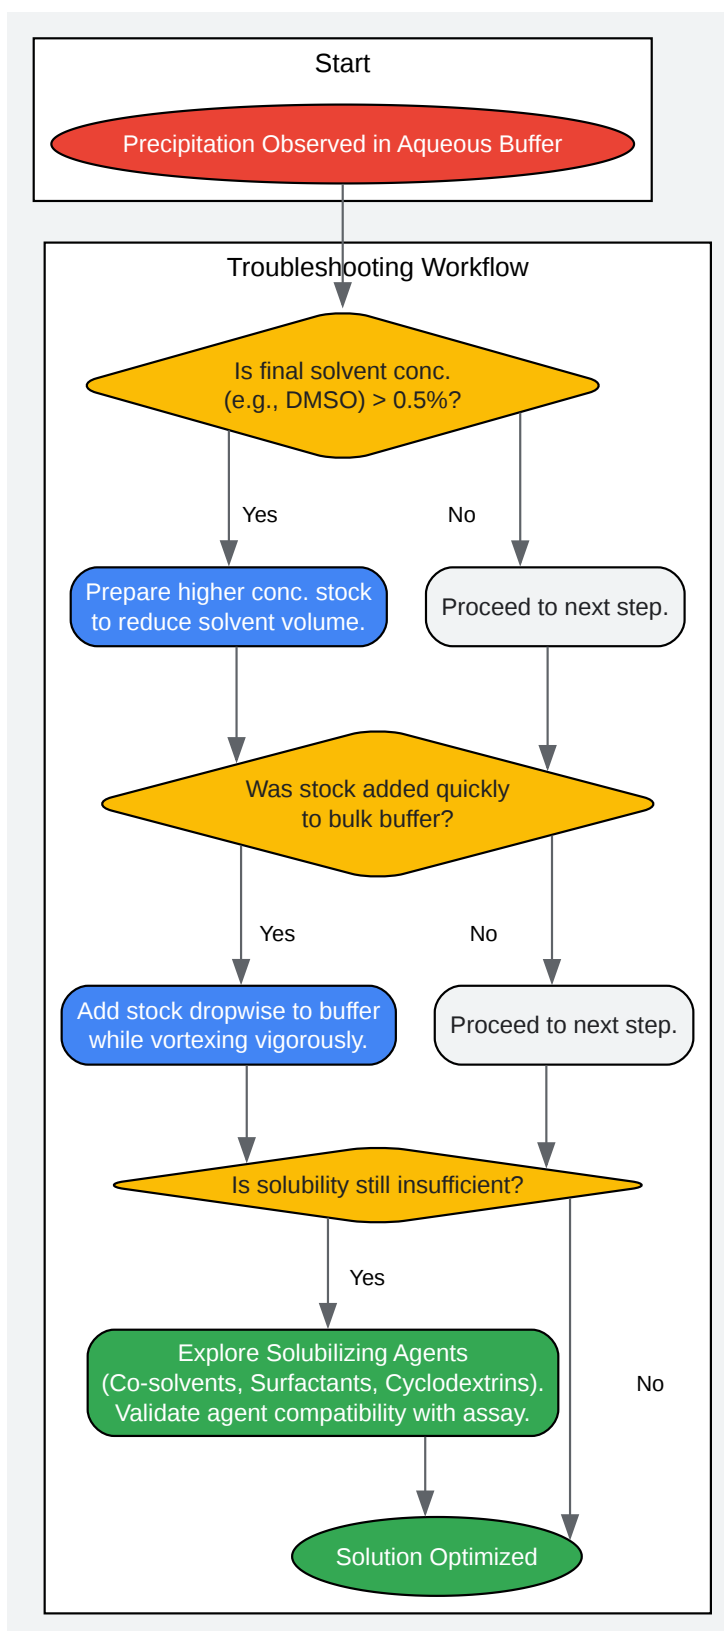 Start
Precipitation Observed in Aqueous Buffer
Troubleshooting Workflow
Is final solvent conc.
(e.g., DMSO) > 0.5%?
Yes
No
Prepare higher conc. stock
to reduce solvent volume.
Proceed to next step.
Was stock added quickly
to bulk buffer?
Yes
No
Add stock dropwise to buffer
while vortexing vigorously.
Proceed to next step.
Is solubility still insufficient?
Yes
Explore Solubilizing Agents
(Co-solvents, Surfactants, Cyclodextrins).
Validate agent compatibility with assay.
No
Solution Optimized